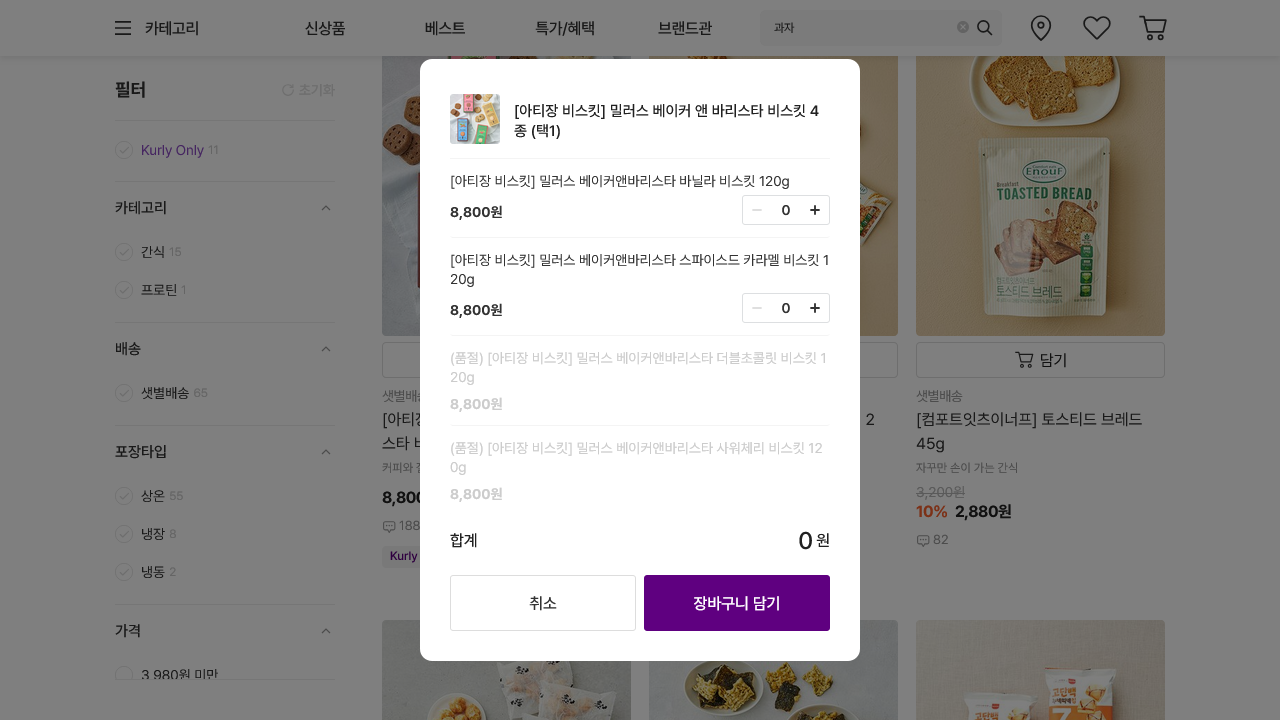 카테고리
신상품
베스트
특가/혜택
브랜드관
과자
필터
초기화
Kurly Only 11
카테고리
간식 15
프로틴 1
배송
샛별배송 65
포장타입
상온 55
냉장 8
냉동 2
가격
3,980원 미만
[아티장 비스킷] 밀러스 베이커 앤 바리스타 비스킷 4
종 (택1)
[아티장 비스킷] 밀러스 베이커앤바리스타 바닐라 비스킷 120g
8,800원
0
[아티장 비스킷] 밀러스 베이커앤바리스타 스파이스드 카라멜 비스킷 1
20g
8,800원
0
(품절) [아티장 비스킷] 밀러스 베이커앤바리스타 더블초콜릿 비스킷 1
20g
8,800원
(품절) [아티장 비스킷] 밀러스 베이커앤바리스타 사워체리 비스킷 12
0g
8,800원
합계
0 원
취소
장바구니 담기
샛별배송
[아티장
스타 비
커피와
8,800
188
Kurly
2
Enouf
Breakfast
TOASTED BREAD
토스티드 브레드
담기
샛별배송
[컴포트잇츠이너프] 토스티드 브레드
45g
자꾸만 손이 가는 간식
3,200원
10% 2,880원
82
고단백